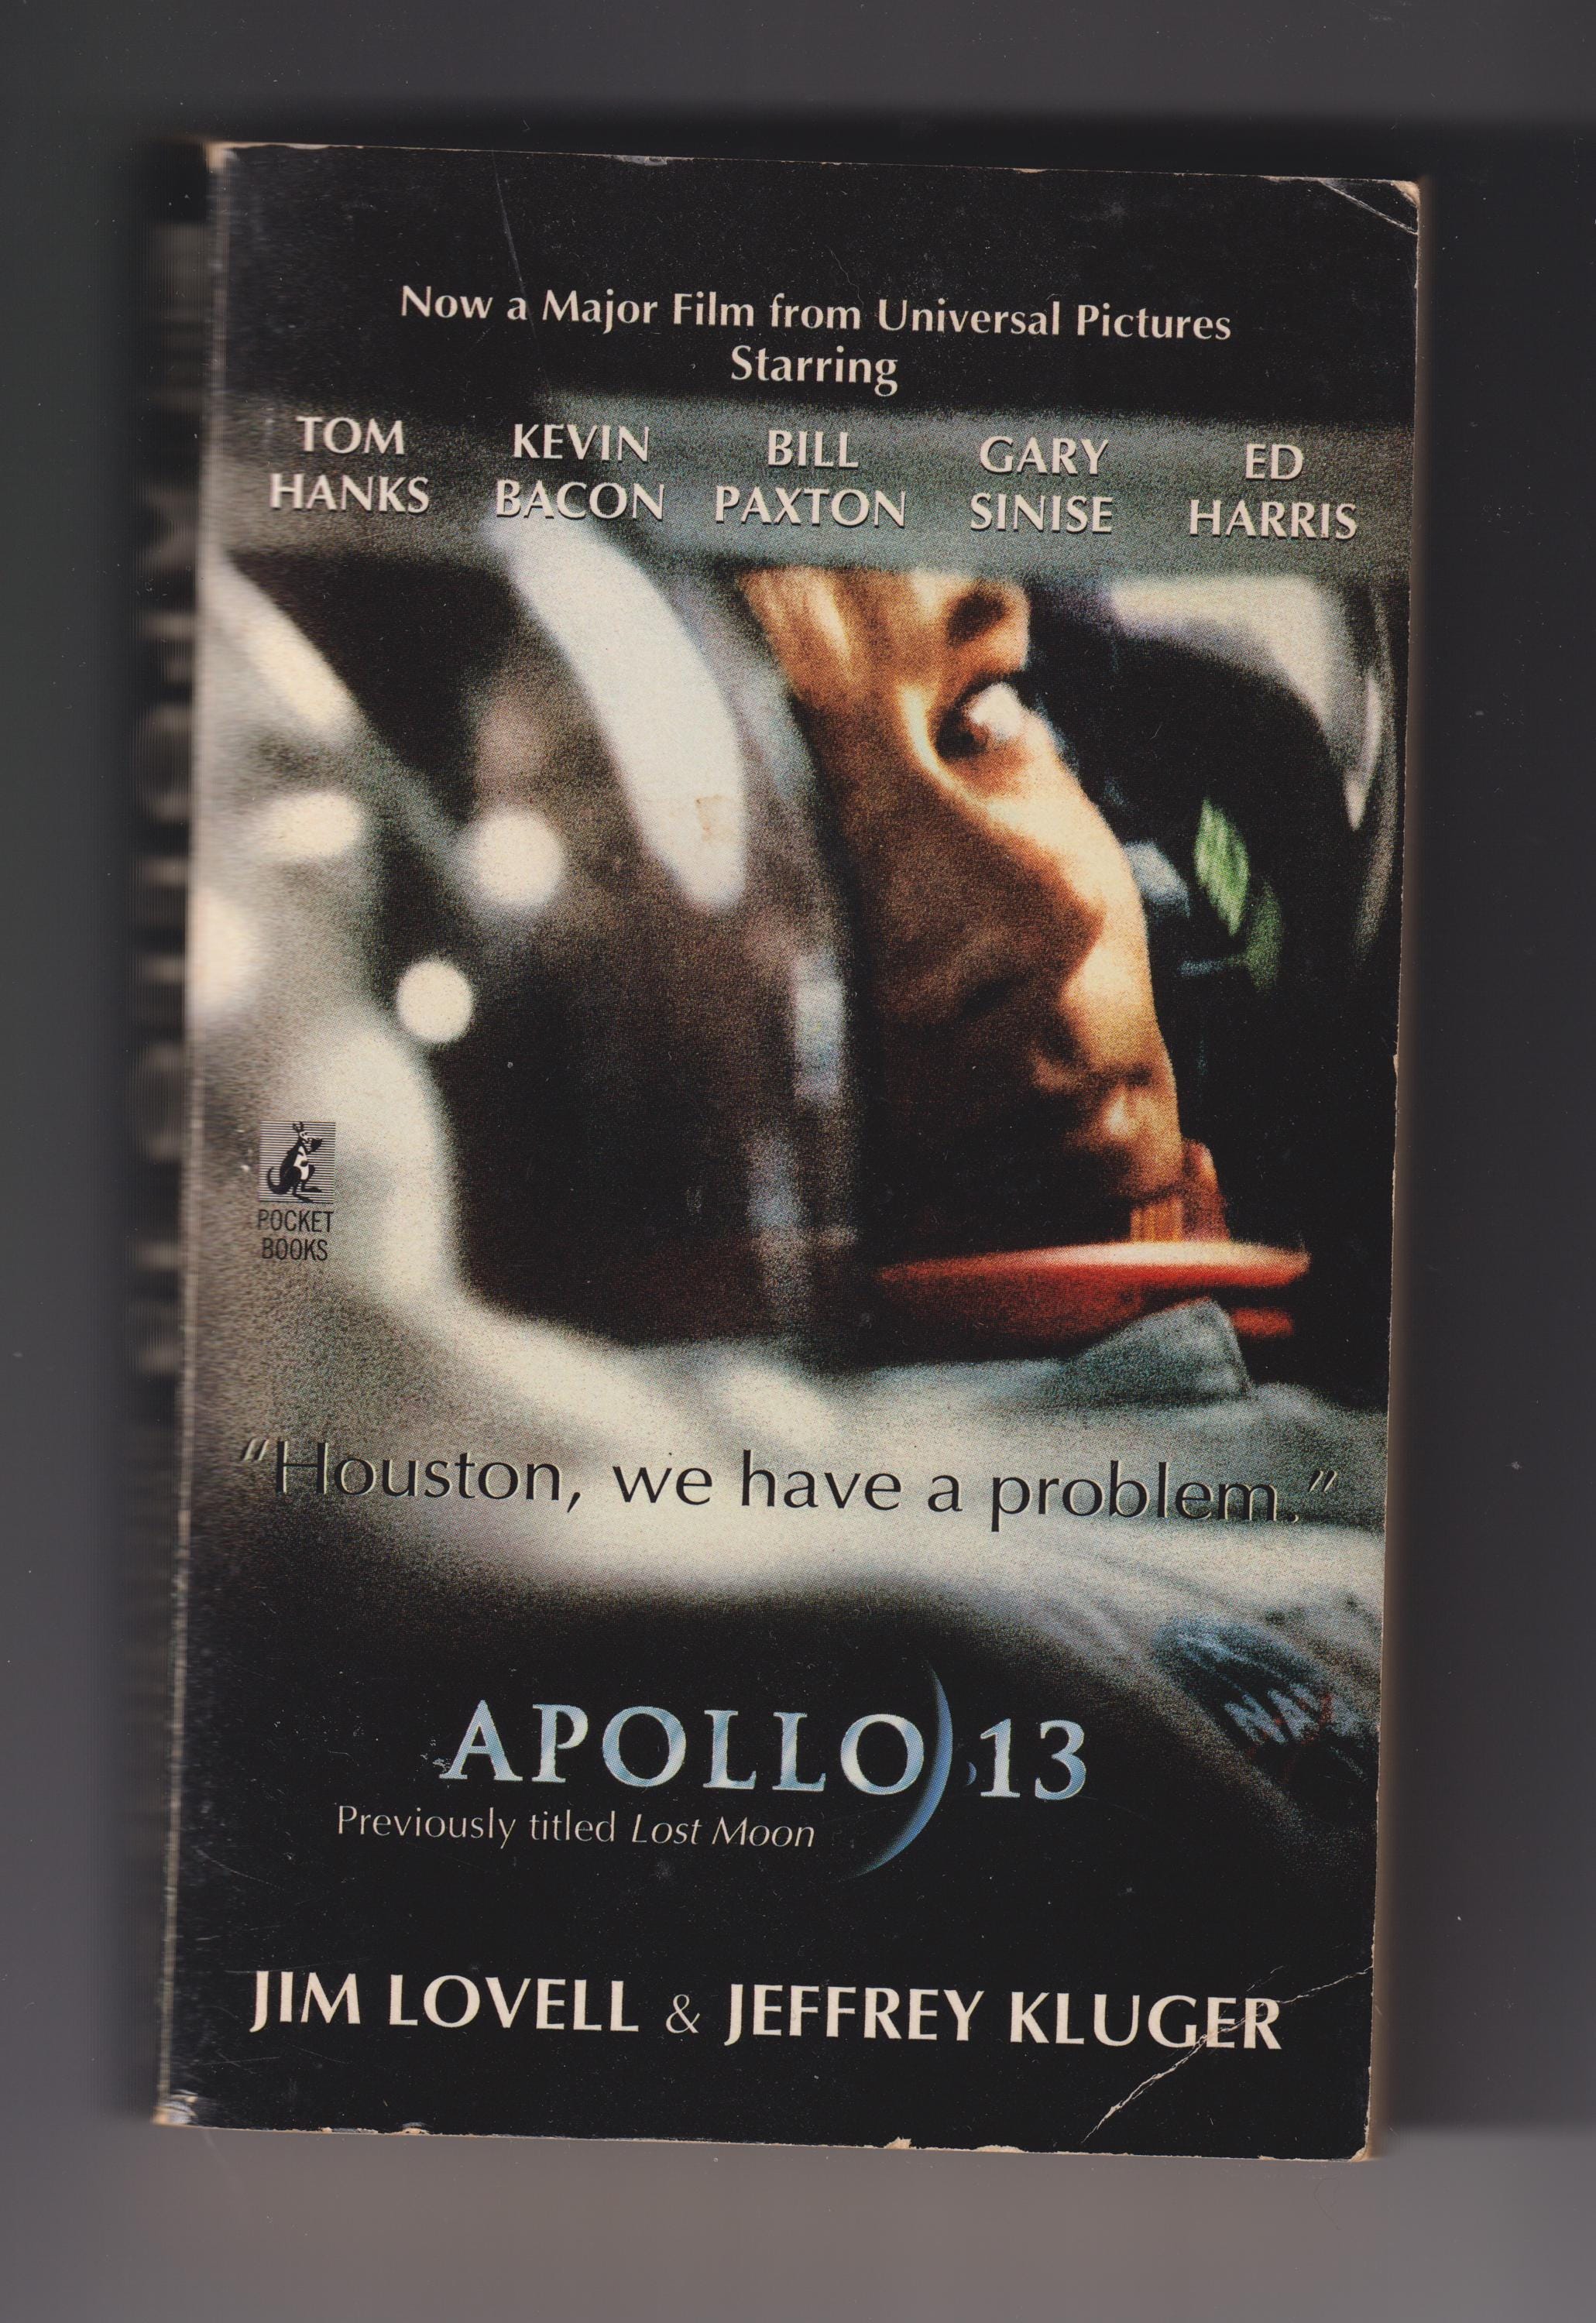 Now a Major Film from Universal Pictures
Starring
TOM HANKS
KEVIN BACON
BILL PAXTON
GARY SINISE
ED HARRIS
POCKET
BOOKS
"Houston, we have a problem."
NASA
APOLLO 13
Previously titled Lost Moon
JIM LOVELL & JEFFREY KLUGER